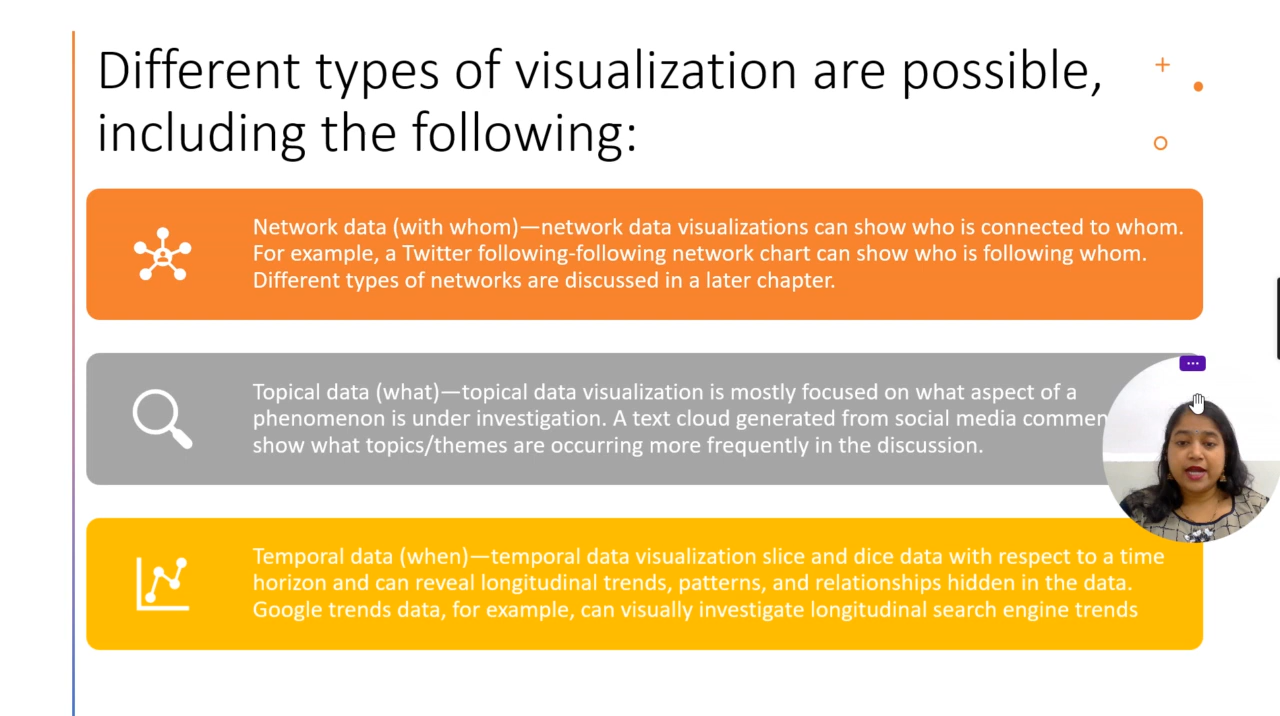 Different types of visualization are possible,
including the following:
Network data (with whom)—network data visualizations can show who is connected to whom.
For example, a Twitter following-following network chart can show who is following whom.
Different types of networks are discussed in a later chapter.
Topical data (what)—topical data visualization is mostly focused on what aspect of a
phenomenon is under investigation. A text cloud generated from social media
show what topics/themes are occurring more frequently in the discussion.
Temporal data (when)—temporal data visualization slice and dice data with respect to a time
horizon and can reveal longitudinal trends, patterns, and relationships hidden in the data.
Google trends data, for example, can visually investigate longitudinal search engine trends